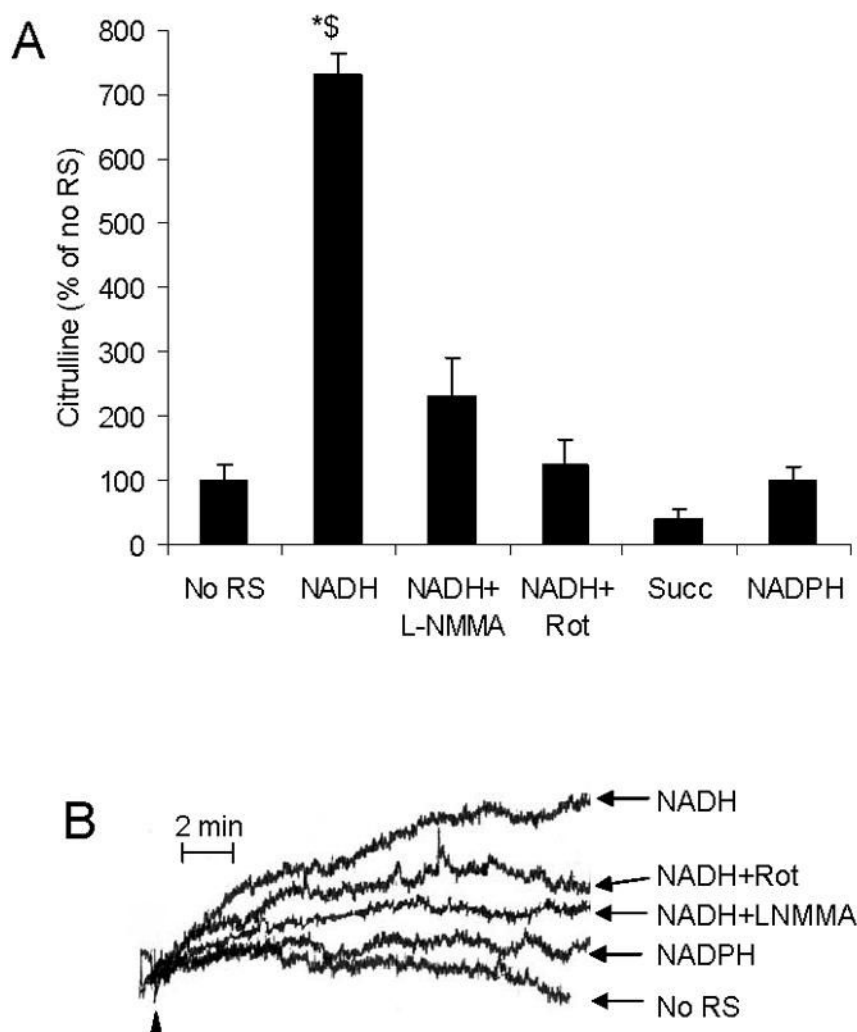 A
*$
Citrulline (% of no RS)
800
700
600
500
400
300
200
100
0
No RS
NADH
NADH+
L-NMMA
NADH+
Rot
Succ
NADPH
B
2 min
NADH
NADH+Rot
NADH+LNMMA
NADPH
No RS